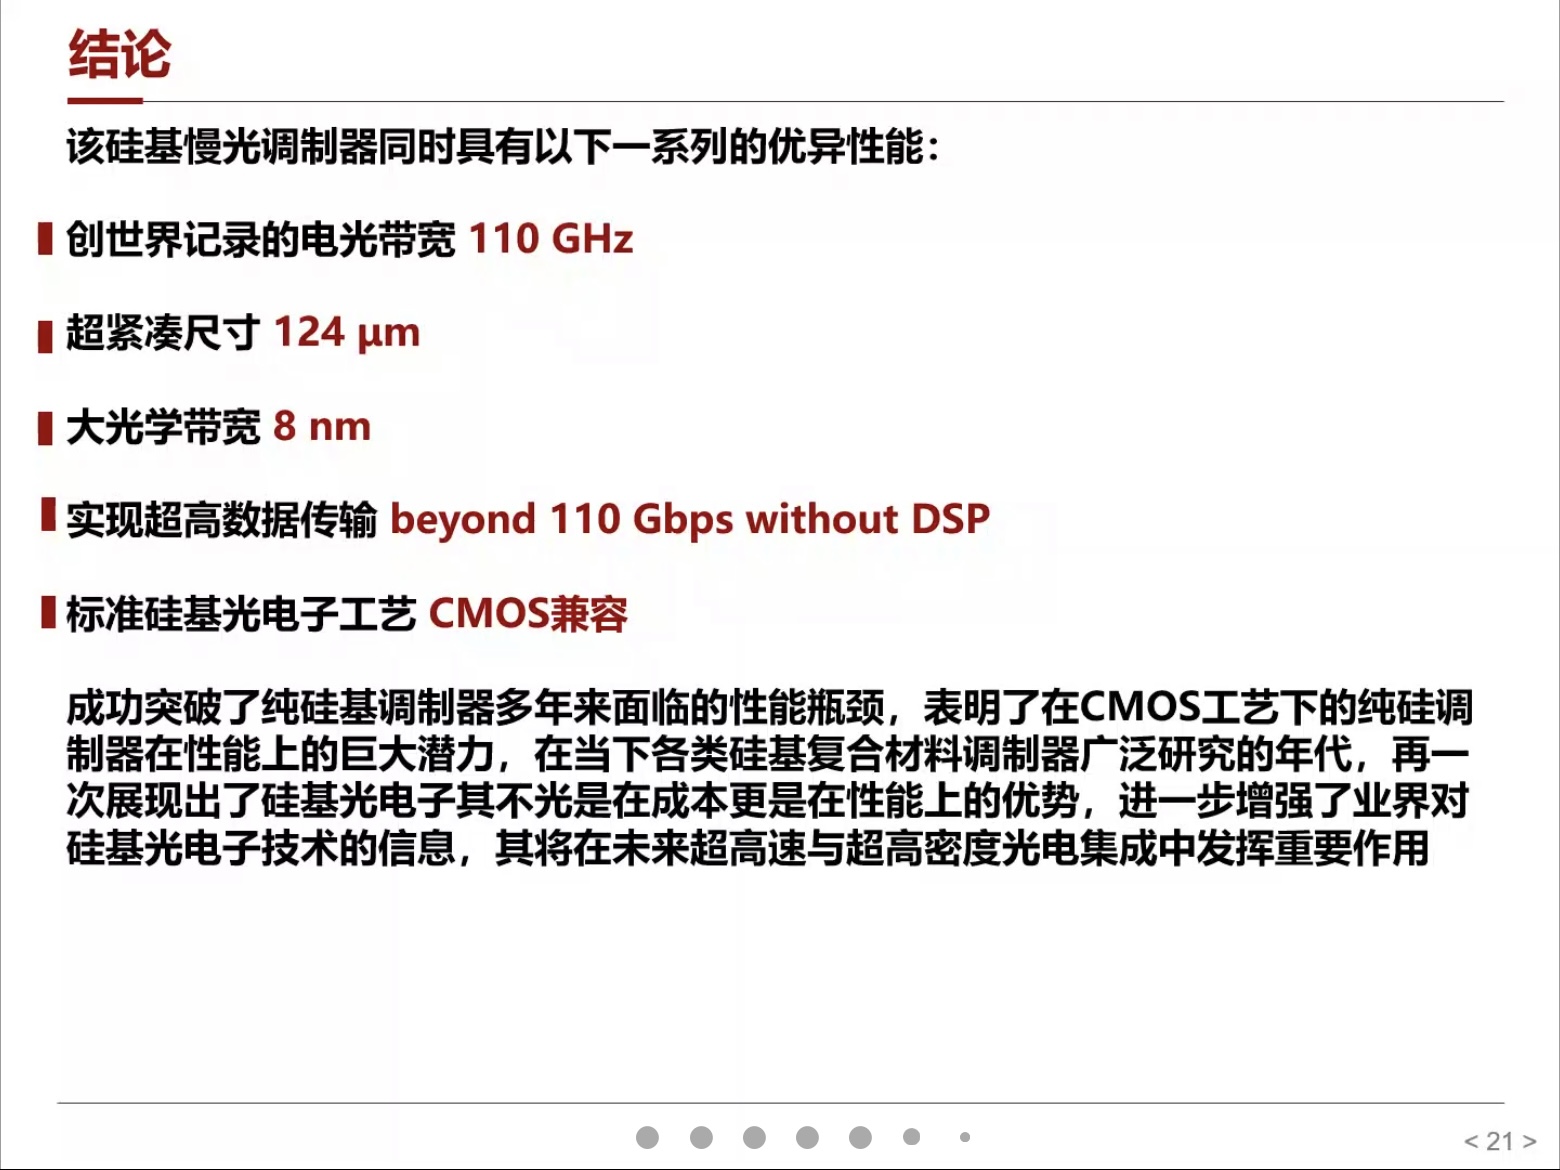 结论
该硅基慢光调制器同时具有以下一系列的优异性能：
创世界记录的电光带宽 110 GHz
超紧凑尺寸 124 μm
大光学带宽 8 nm
实现超高数据传输 beyond 110 Gbps without DSP
标准硅基光电子工艺 CMOS兼容
成功突破了纯硅基调制器多年来面临的性能瓶颈，表明了在CMOS工艺下的纯硅调
制器在性能上的巨大潜力，在当下各类硅基复合材料调制器广泛研究的年代，再一
次展现出了硅基光电子其不光是在成本更是在性能上的优势，进一步增强了业界对
硅基光电子技术的信息，其将在未来超高速与超高密度光电集成中发挥重要作用
< 21 >